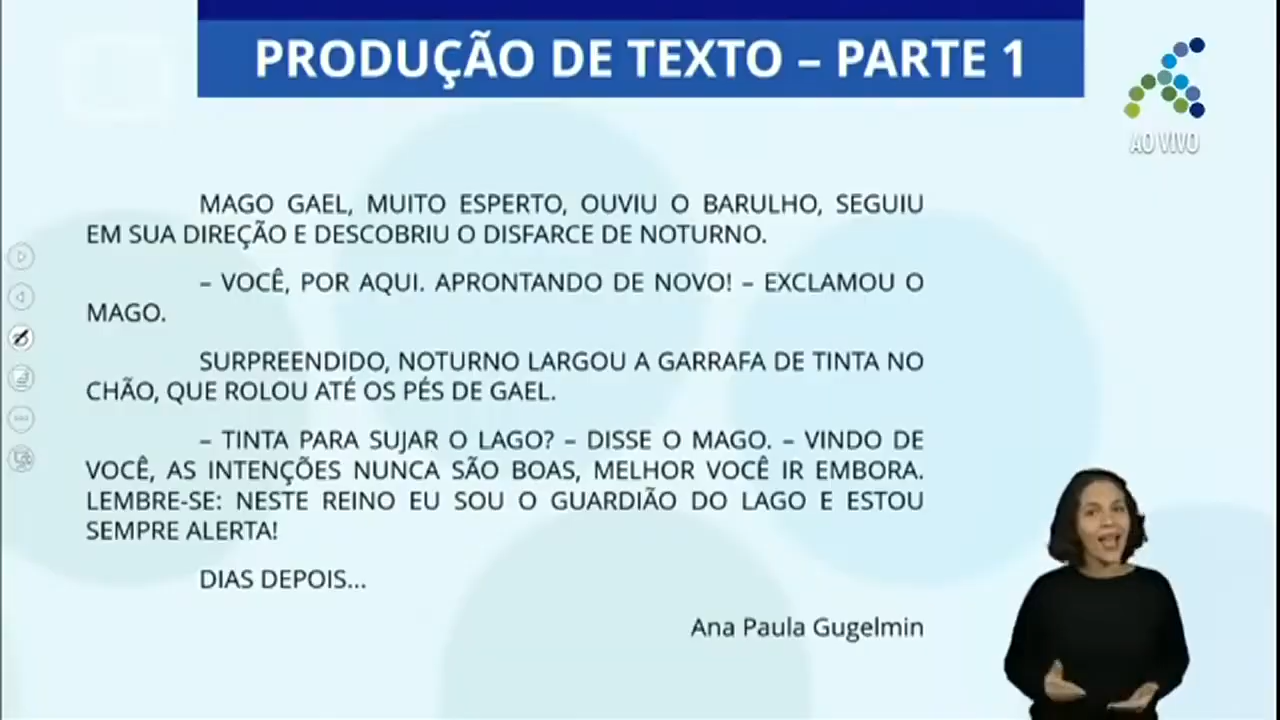 PRODUÇÃO DE TEXTO – PARTE 1
AO VIVO
MAGO GAEL, MUITO ESPERTO, OUVIU O BARULHO, SEGUIU
EM SUA DIREÇÃO E DESCOBRIU O DISFARCE DE NOTURNO.
– VOCÊ, POR AQUI. APRONTANDO DE NOVO! – EXCLAMOU O
MAGO.
SURPREENDIDO, NOTURNO LARGOU A GARRAFA DE TINTA NO
CHÃO, QUE ROLOU ATÉ OS PÉS DE GAEL.
– TINTA PARA SUJAR O LAGO? – DISSE O MAGO. – VINDO DE
VOCÊ, AS INTENÇÕES NUNCA SÃO BOAS, MELHOR VOCÊ IR EMBORA.
LEMBRE-SE: NESTE REINO EU SOU O GUARDIÃO DO LAGO E ESTOU
SEMPRE ALERTA!
DIAS DEPOIS...
Ana Paula Gugelmin